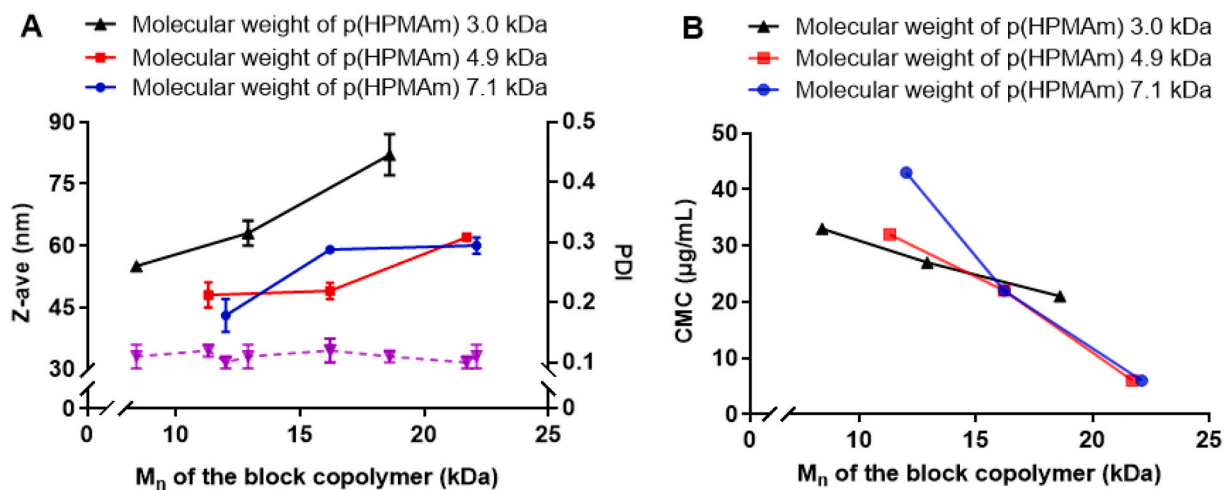 A
Molecular weight of p(HPMAm) 3.0 kDa
Molecular weight of p(HPMAm) 4.9 kDa
Molecular weight of p(HPMAm) 7.1 kDa
90
75
60
45
30
0
Z-ave (nm)
0.5
0.4
0.3
0.2
0.1
0
PDI
0 10 15 20 25
Mn of the block copolymer (kDa)
B
Molecular weight of p(HPMAm) 3.0 kDa
Molecular weight of p(HPMAm) 4.9 kDa
Molecular weight of p(HPMAm) 7.1 kDa
50
40
30
20
10
0
CMC (µg/mL)
0 10 15 20 25
Mn of the block copolymer (kDa)